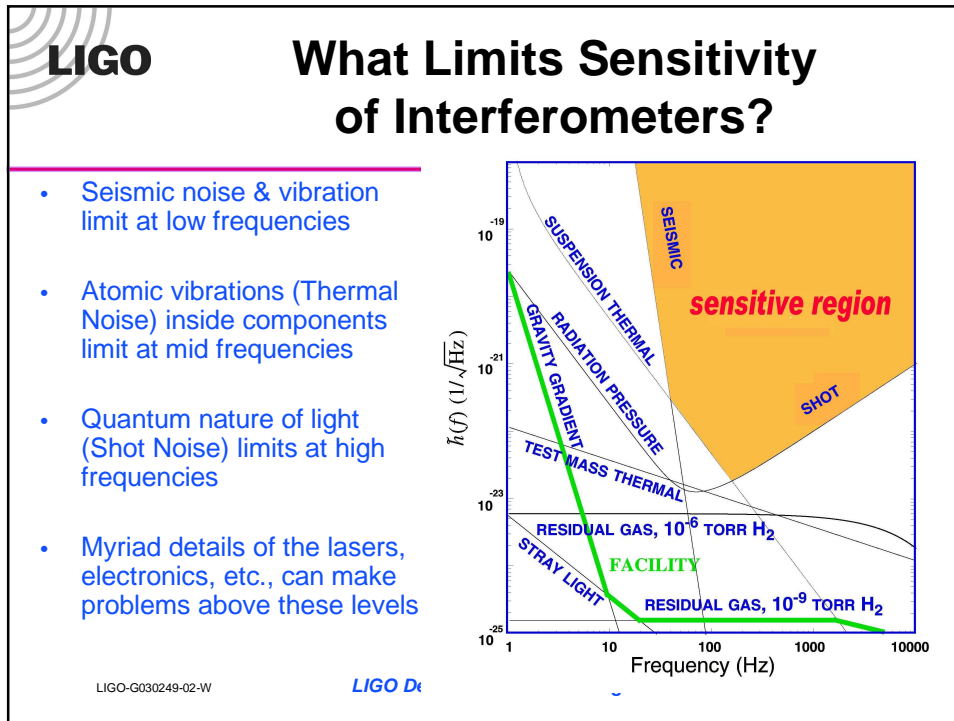 LIGO
What Limits Sensitivity
of Interferometers?
• Seismic noise & vibration
limit at low frequencies
• Atomic vibrations (Thermal
Noise) inside components
limit at mid frequencies
• Quantum nature of light
(Shot Noise) limits at high
frequencies
• Myriad details of the lasers,
electronics, etc., can make
problems above these levels
h̃(f) (1/√Hz)
10⁻¹⁹
10⁻²¹
10⁻²³
10⁻²⁵
SUSPENSION THERMAL
SEISMIC
sensitive region
GRAVITY GRADIENT
RADIATION PRESSURE
SHOT
TEST MASS THERMAL
RESIDUAL GAS, 10⁻⁶ TORR H₂
STRAY LIGHT
FACILITY
RESIDUAL GAS, 10⁻⁹ TORR H₂
1 10 100 1000 10000
Frequency (Hz)
LIGO-G030249-02-W
LIGO